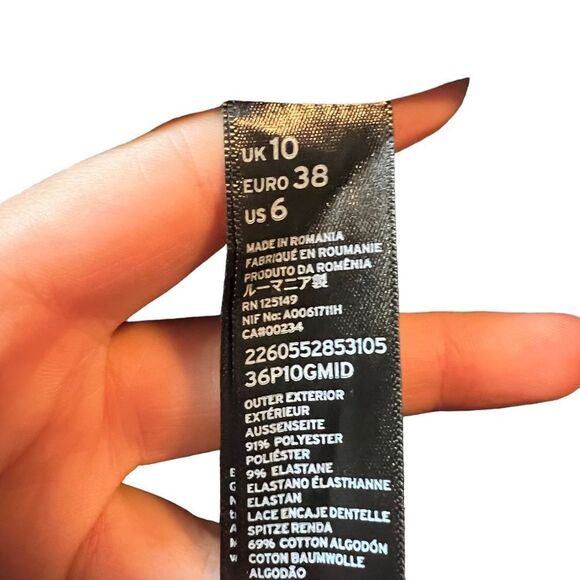 UK 10
EURO 38
US 6
MADE IN ROMANIA
FABRIQUÉ EN ROUMANIE
PRODUTO DA ROMÊNIA
ルーマニア製
RN 125149
NIF No: A0061711H
CA#00234
2260552853105
36P10GMID
OUTER EXTERIOR
EXTÉRIEUR
AUSSENSEITE
91% POLYESTER
POLIÉSTER
9% ELASTANE
ELASTANO ÉLASTHANNE
ELASTAN
LACE ENCAJE DENTELLE
SPITZE RENDA
69% COTTON ALGODÓN
COTON BAUMWOLLE
ALGODÃO